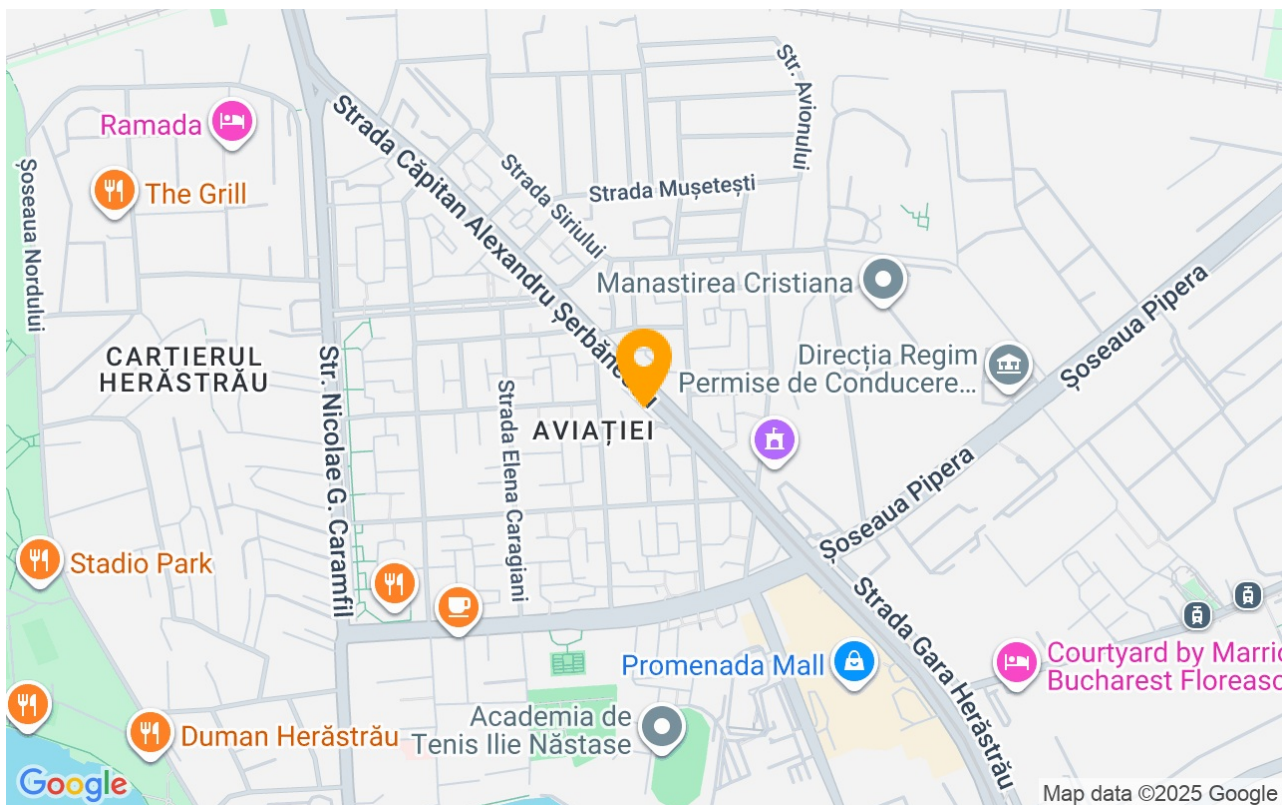 Str. Avionului
Ramada
The Grill
Strada Căpitan Alexandru Șerbănescu
Strada Siriului
Strada Mușetești
Șoseaua Nordului
Manastirea Cristiana
Șoseaua Pipera
CARTIERUL
HERĂSTRĂU
Str. Nicolae G. Caramfil
Direcția Regim
Permise de Conducere...
Strada Elena Caragiani
AVIAȚIEI
Șoseaua Pipera
Stadio Park
Strada Gara Herăstrău
Promenada Mall
Courtyard by Marrio
Bucharest Floreasc
Duman Herăstrău
Academia de
Tenis Ilie Năstase
Google
Map data ©2025 Google